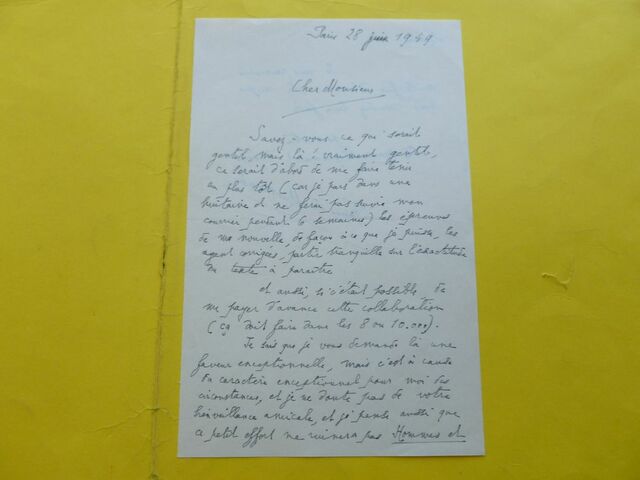 Paris 28 juin 1949
Cher Monsieur
Savez-vous ce qui serait
gentil, mais là ! vraiment gentil,
ce serait d'abord de me faire tenir
au plus tôt (car je pars dans une
huitaine et ne ferai pas suivre mon
courrier pendant 6 semaines) les épreuves
de ma nouvelle, de façon à ce que je puisse, les
ayant corrigées, partir tranquille sur l'exactitude
du texte à paraître
et aussi, si c'était possible de
me payer d'avance cette collaboration
(ça doit faire dans les 8 ou 10.000).
Je sais que je vous demande là une
faveur exceptionnelle, mais c'est à cause
du caractère exceptionnel pour moi des
circonstances, et je ne doute pas de votre
bienveillance amicale, et je pense aussi que
ce petit effort ne ruinera pas Hommes et